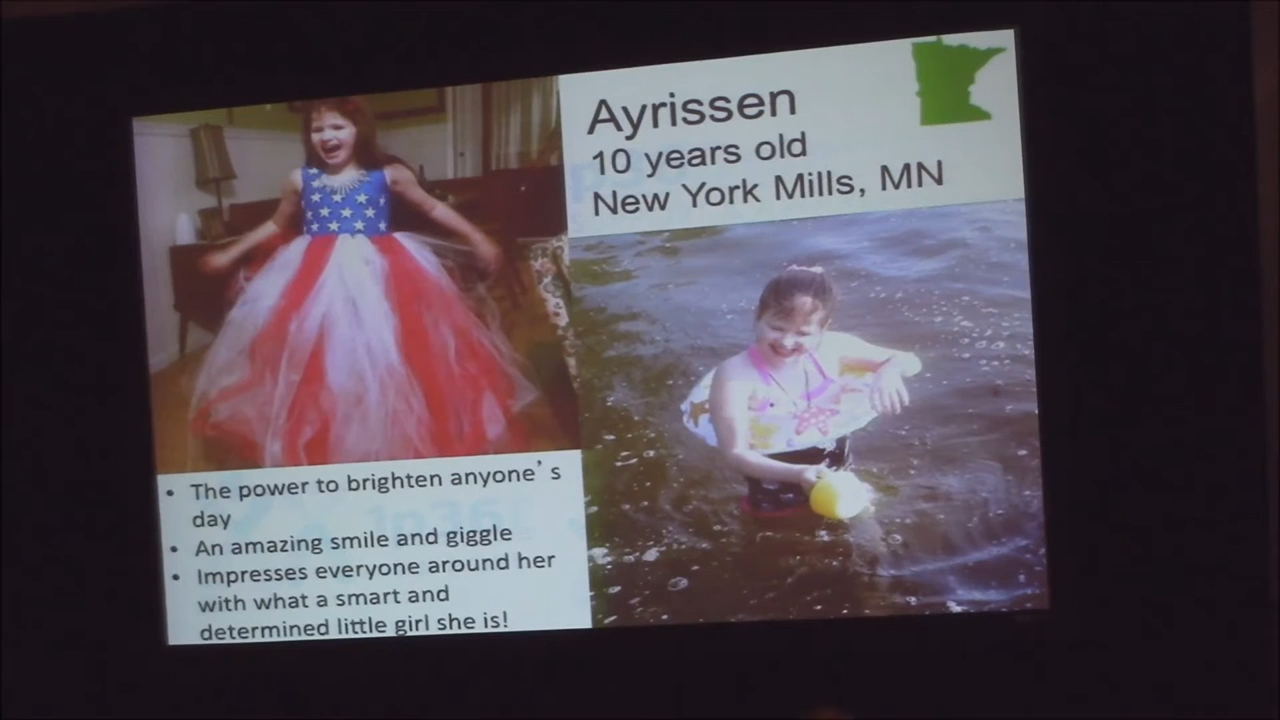 Ayrissen
10 years old
New York Mills, MN
• The power to brighten anyone's
day
• An amazing smile and giggle
• Impresses everyone around her
with what a smart and
determined little girl she is!